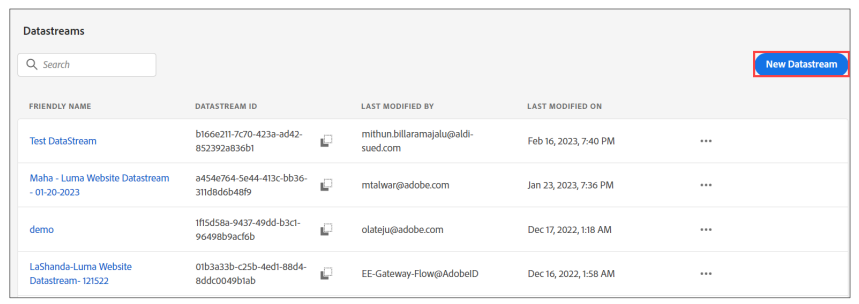 Datastreams
Search
New Datastream
FRIENDLY NAME
DATASTREAM ID
LAST MODIFIED BY
LAST MODIFIED ON
Test DataStream
b166e211-7c70-423a-ad42-
852392a836b1
mithun.billaramajalu@aldi-
sued.com
Feb 16, 2023, 7:40 PM
Maha - Luma Website Datastream
- 01-20-2023
a454e764-5e44-413c-bb36-
311d8d6b48f9
mtalwar@adobe.com
Jan 23, 2023, 7:36 PM
demo
1f15d58a-9437-49dd-b3c1-
96498b9acf6b
olateju@adobe.com
Dec 17, 2022, 1:18 AM
LaShanda-Luma Website
Datastream- 121522
01b3a33b-c25b-4ed1-88d4-
8ddc0049b1ab
EE-Gateway-Flow@AdobeID
Dec 16, 2022, 1:58 AM